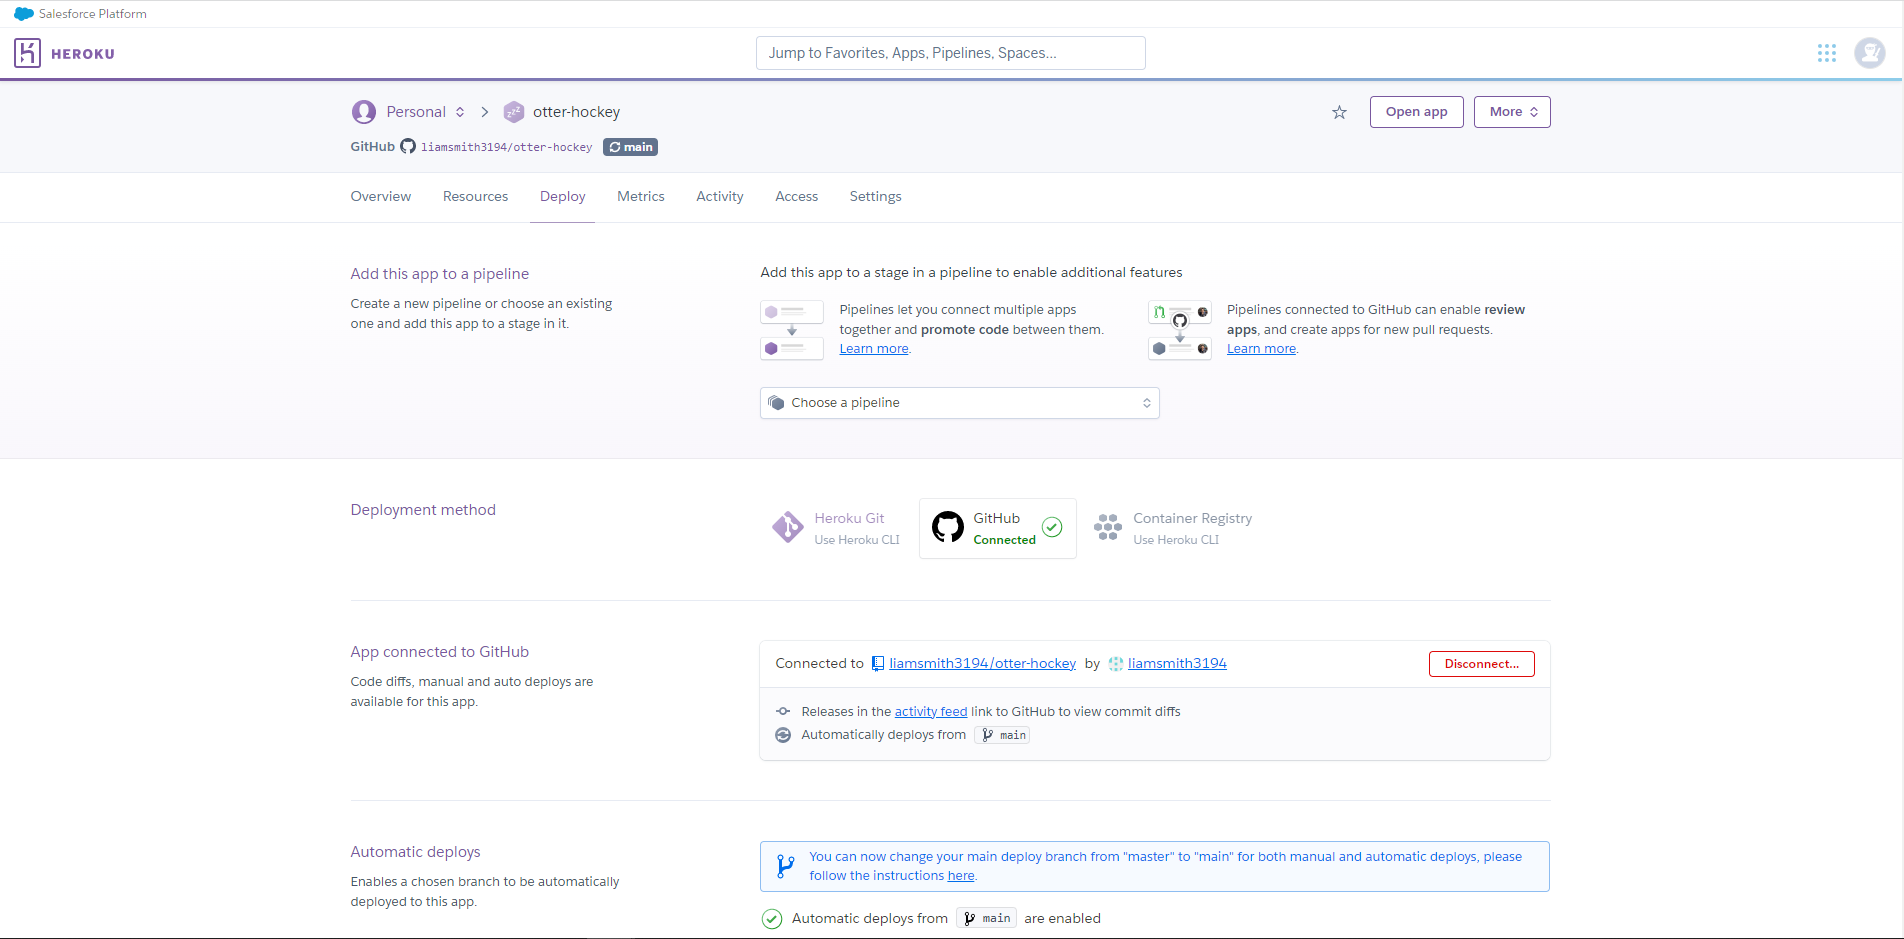 Salesforce Platform
HEROKU
Jump to Favorites, Apps, Pipelines, Spaces...
Personal
otter-hockey
Open app
More
GitHub liamsmith3194/otter-hockey main
Overview Resources Deploy Metrics Activity Access Settings
Add this app to a pipeline
Create a new pipeline or choose an existing
one and add this app to a stage in it.
Add this app to a stage in a pipeline to enable additional features
Pipelines let you connect multiple apps
together and promote code between them.
Learn more.
Pipelines connected to GitHub can enable review
apps, and create apps for new pull requests.
Learn more.
Choose a pipeline
Deployment method
Heroku Git
Use Heroku CLI
GitHub
Connected
Container Registry
Use Heroku CLI
App connected to GitHub
Code diffs, manual and auto deploys are
available for this app.
Connected to liamsmith3194/otter-hockey by liamsmith3194
Disconnect...
Releases in the activity feed link to GitHub to view commit diffs
Automatically deploys from main
Automatic deploys
Enables a chosen branch to be automatically
deployed to this app.
You can now change your main deploy branch from "master" to "main" for both manual and automatic deploys, please
follow the instructions here.
Automatic deploys from main are enabled